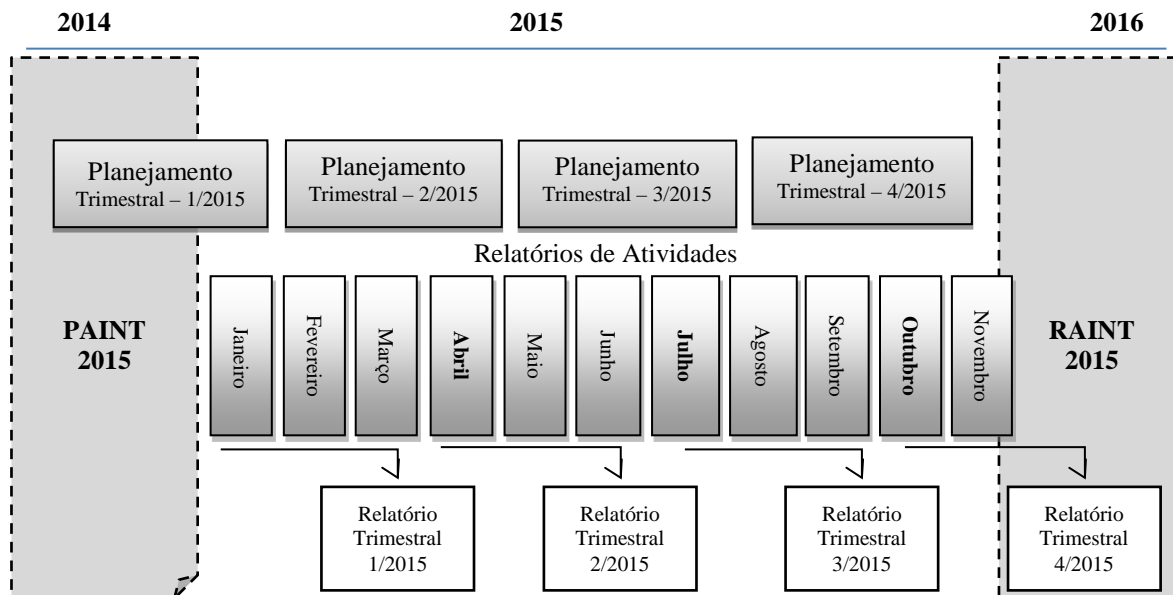 2014 2015 2016
Planejamento
Trimestral – 1/2015
Planejamento
Trimestral – 2/2015
Planejamento
Trimestral – 3/2015
Planejamento
Trimestral – 4/2015
Relatórios de Atividades
PAINT
2015
Janeiro
Fevereiro
Março
Abril
Maio
Junho
Julho
Agosto
Setembro
Outubro
Novembro
RAINT
2015
Relatório
Trimestral
1/2015
Relatório
Trimestral
2/2015
Relatório
Trimestral
3/2015
Relatório
Trimestral
4/2015